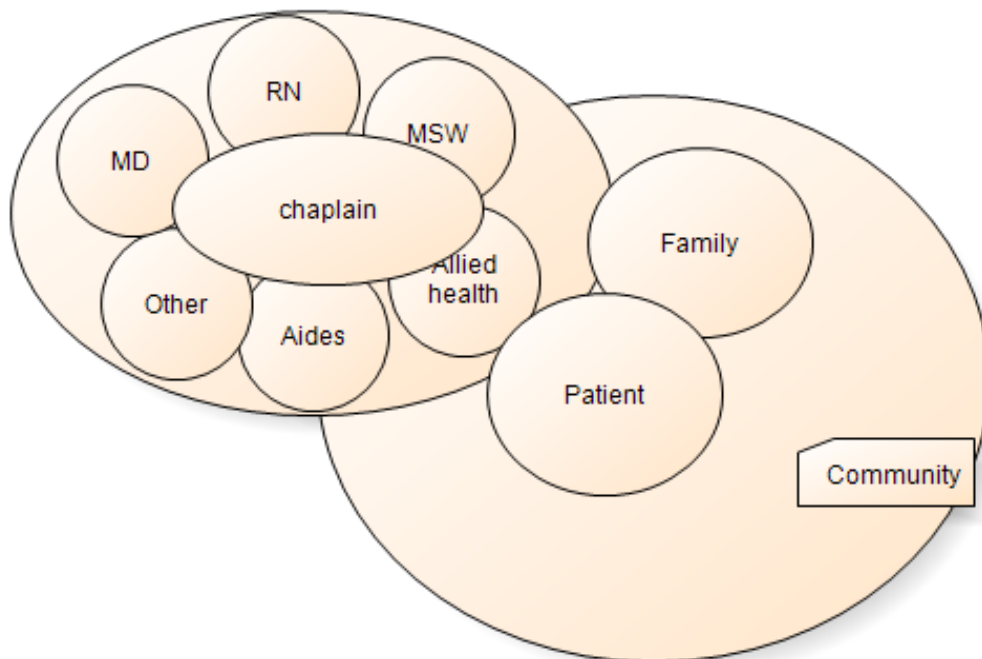 RN
MD
MSW
chaplain
Family
Allied
health
Other
Aides
Patient
Community